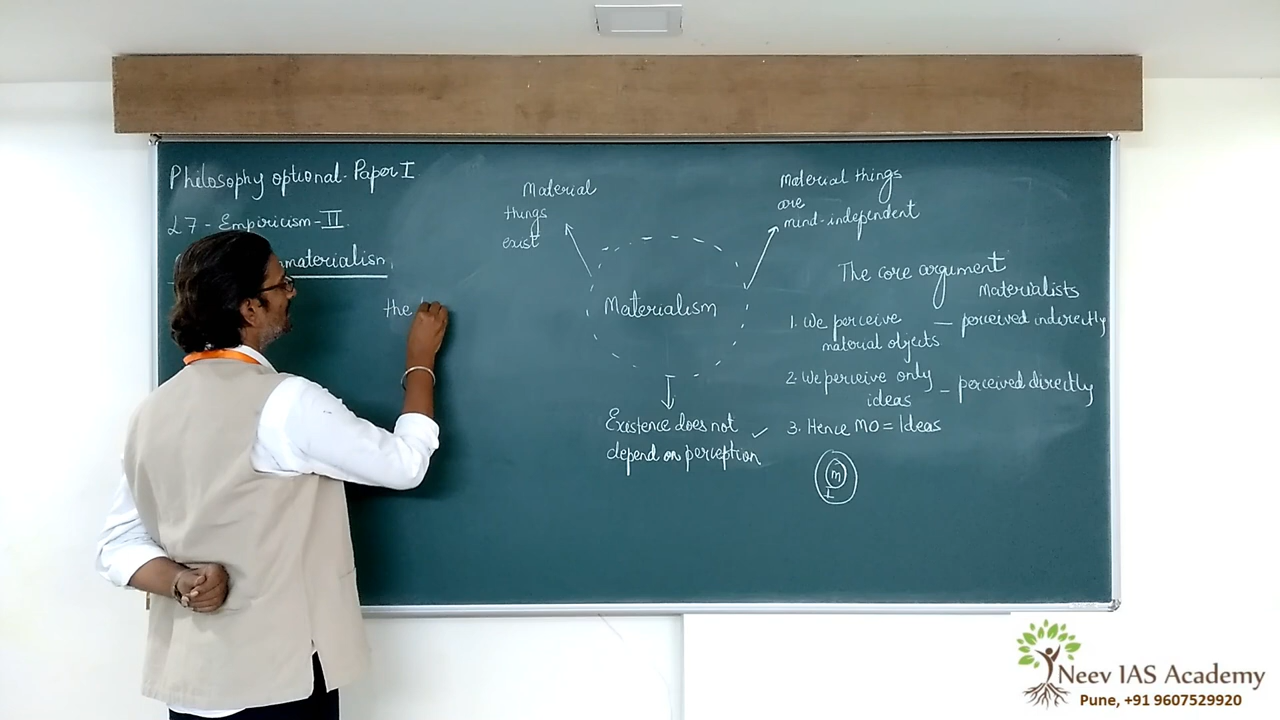 Philosophy optional - Paper I
L7 - Empiricism - II
mmaterialism
the
Material
things
exist
Materialism
Existence does not
depend on perception ✓
Material things
are
mind-independent
The core argument
Materialists
1. We perceive — perceived indirectly
material objects
2. We perceive only – perceived directly
ideas
3. Hence MO = Ideas
m
I
Neev IAS Academy
Pune, +91 9607529920